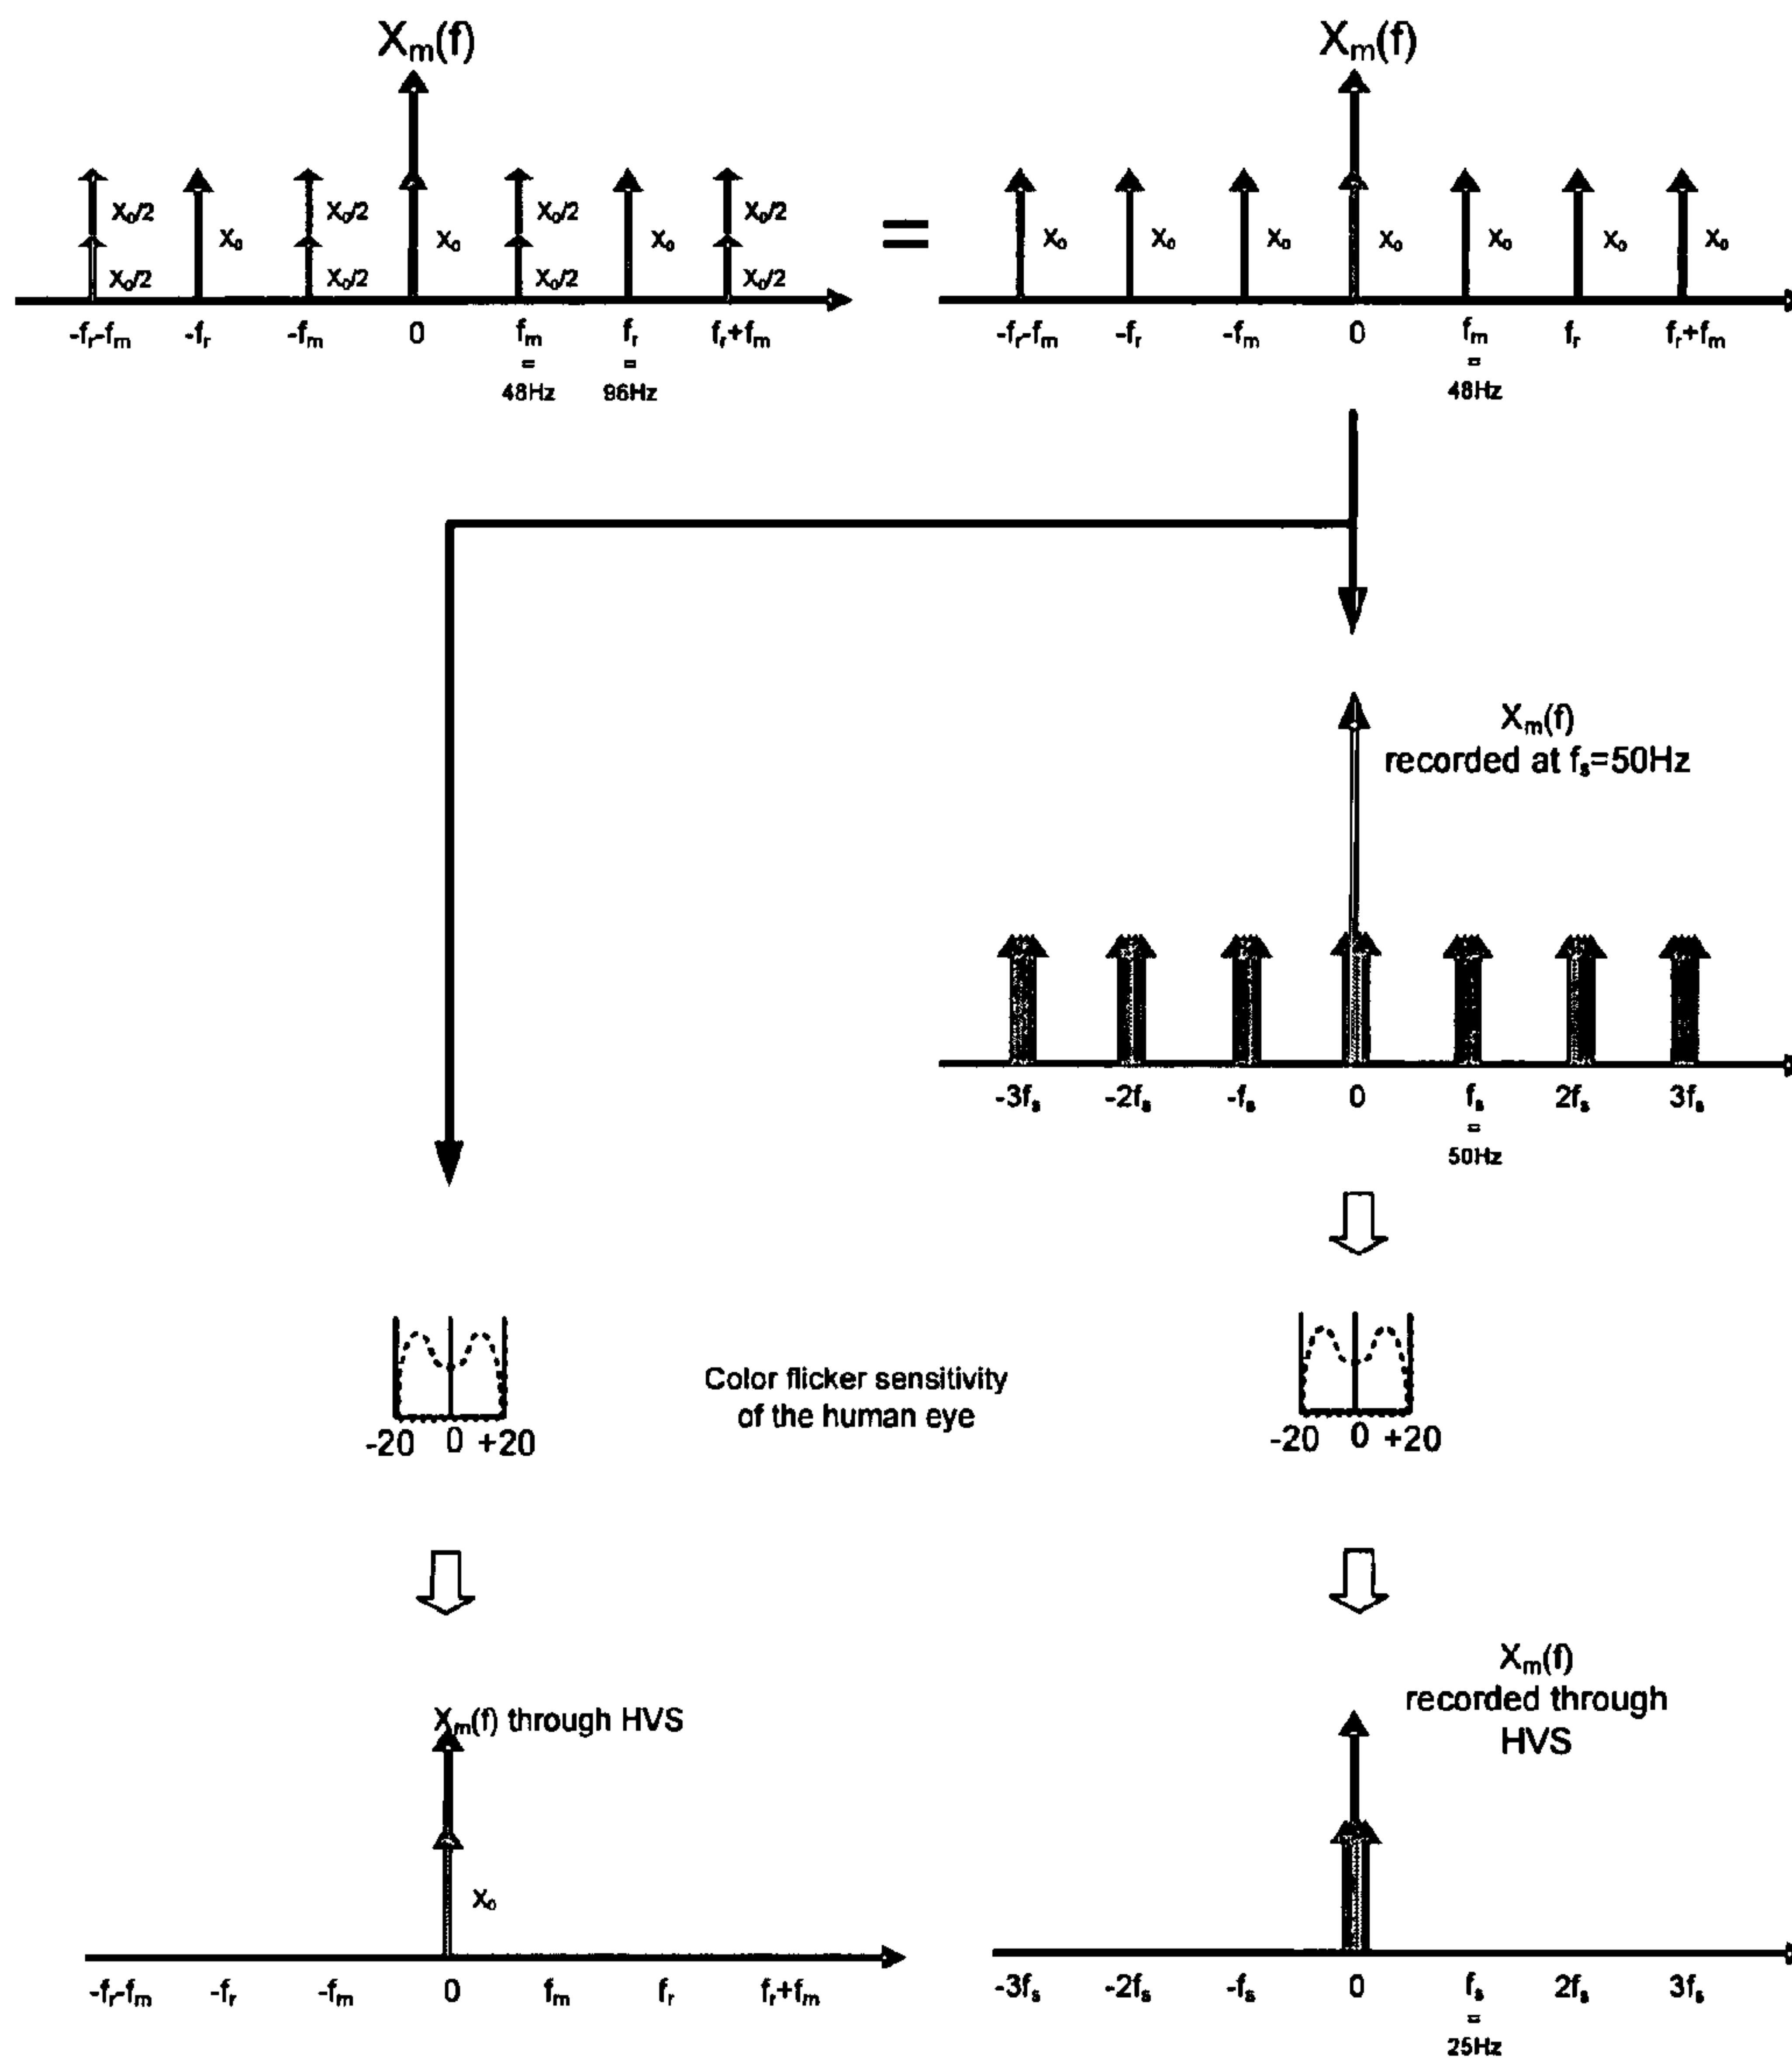 Xm(f)
Xm(f)
X0/2 X0/2 X0/2 X0/2
X0 X0 X0
X0/2 X0/2 X0/2 X0/2
=
X0 X0 X0 X0 X0 X0 X0
-fr-fm -fr -fm 0 fm fr fr+fm
= =
48Hz 96Hz
-fr-fm -fr -fm 0 fm fr fr+fm
=
48Hz
Xm(f)
recorded at fs=50Hz
-3fs -2fs -fs 0 fs 2fs 3fs
=
50Hz
-20 0 +20
Color flicker sensitivity
of the human eye
-20 0 +20
Xm(f) through HVS
X0
-fr-fm -fr -fm 0 fm fr fr+fm
Xm(f)
recorded through
HVS
-3fs -2fs -fs 0 fs 2fs 3fs
=
25Hz